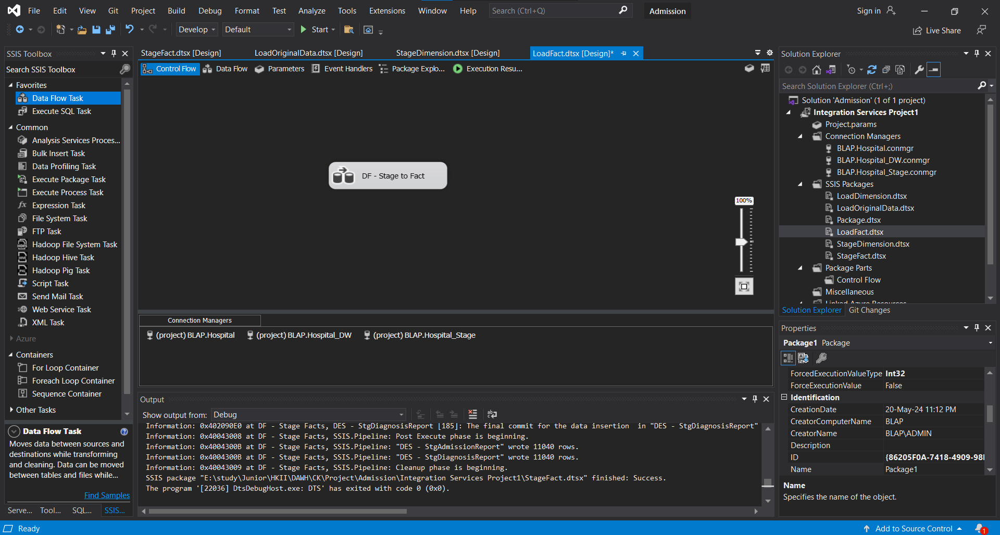 File Edit View Git Project Build Debug Format Test Analyze Tools Extensions Window Help Search (Ctrl+Q) Admission Sign in
Develop Default Start Live Share
SSIS Toolbox
Search SSIS Toolbox
Favorites
Data Flow Task
Execute SQL Task
Common
Analysis Services Proces...
Bulk Insert Task
Data Profiling Task
Execute Package Task
Execute Process Task
Expression Task
File System Task
FTP Task
Hadoop File System Task
Hadoop Hive Task
Hadoop Pig Task
Script Task
Send Mail Task
Web Service Task
XML Task
Azure
Containers
For Loop Container
Foreach Loop Container
Sequence Container
Other Tasks
Data Flow Task
Moves data between sources and
destinations while transforming
and cleaning. Data can be moved
between tables and files while...
Find Samples
Serve... Tool... SQL... SSIS...
StageFact.dtsx [Design] LoadOriginalData.dtsx [Design] StageDimension.dtsx [Design] LoadFact.dtsx [Design]*
Control Flow Data Flow Parameters Event Handlers Package Explo... Execution Resu...
DF - Stage to Fact
100%
Connection Managers
(project) BLAP.Hospital (project) BLAP.Hospital_DW (project) BLAP.Hospital_Stage
Output
Show output from: Debug
Information: 0x402090E0 at DF - Stage Facts, DES - StgDiagnosisReport [185]: The final commit for the data insertion  in "DES - StgDiagnosisReport"
Information: 0x40043008 at DF - Stage Facts, SSIS.Pipeline: Post Execute phase is beginning.
Information: 0x4004300B at DF - Stage Facts, SSIS.Pipeline: "DES - StgAdmissionReport" wrote 11040 rows.
Information: 0x4004300B at DF - Stage Facts, SSIS.Pipeline: "DES - StgDiagnosisReport" wrote 11040 rows.
Information: 0x40043009 at DF - Stage Facts, SSIS.Pipeline: Cleanup phase is beginning.
SSIS package "E:\study\Junior\HKII\DAWH\CK\Project\Admission\Integration Services Project1\StageFact.dtsx" finished: Success.
The program '[22036] DtsDebugHost.exe: DTS' has exited with code 0 (0x0).
Solution Explorer
Search Solution Explorer (Ctrl+;)
Solution 'Admission' (1 of 1 project)
Integration Services Project1
Project.params
Connection Managers
BLAP.Hospital.conmgr
BLAP.Hospital_DW.conmgr
BLAP.Hospital_Stage.conmgr
SSIS Packages
LoadDimension.dtsx
LoadOriginalData.dtsx
Package.dtsx
LoadFact.dtsx
StageDimension.dtsx
StageFact.dtsx
Package Parts
Control Flow
Miscellaneous
Linked Azure Resources
Solution Explorer Git Changes
Properties
Package1 Package
ForcedExecutionValueType Int32
ForceExecutionValue False
Identification
CreationDate 20-May-24 11:12 PM
CreatorComputerName BLAP
CreatorName BLAP\ADMIN
Description
ID {86205F0A-7418-4909-98
Name Package1
Name
Specifies the name of the object.
Ready Add to Source Control 1